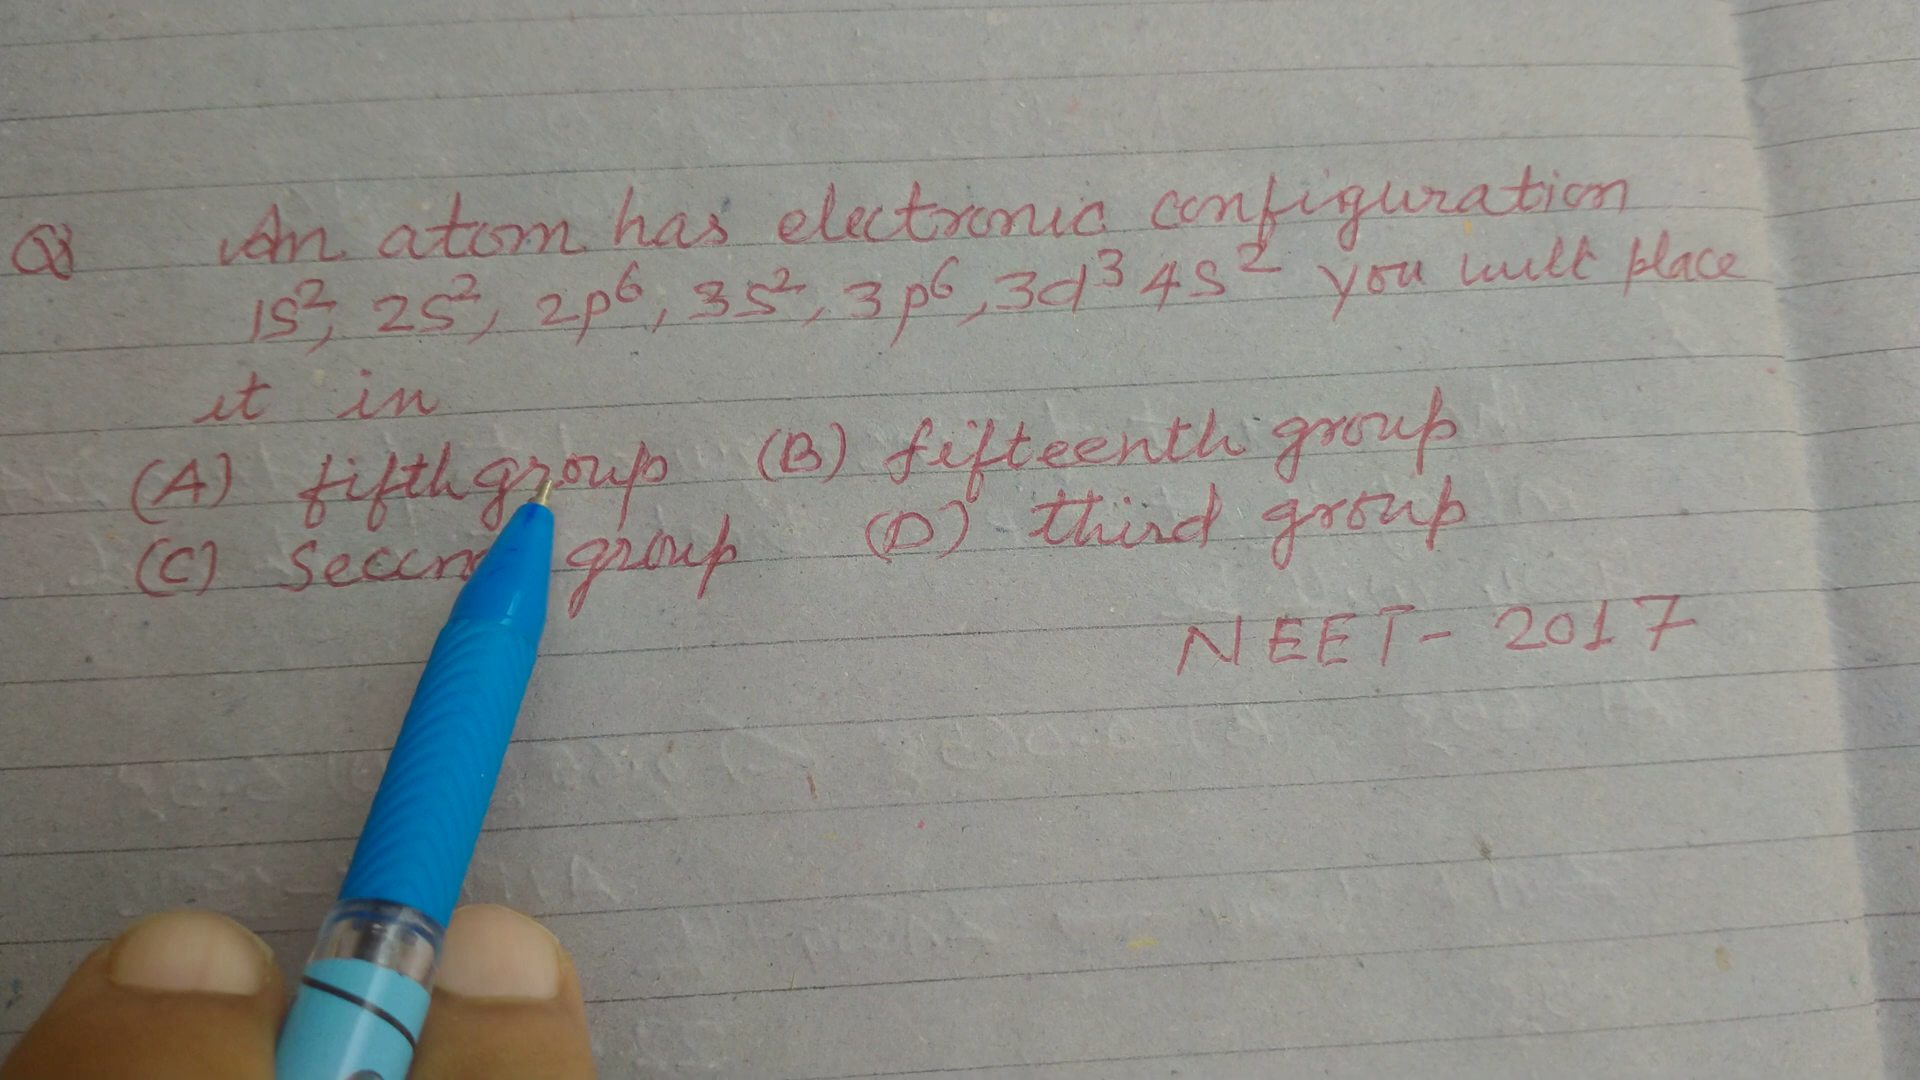 Q) An atom has electronic configuration
1s², 2s², 2p⁶, 3s², 3p⁶, 3d³ 4s² you will place
it in
(A) fifth group (B) fifteenth group
(C) Second group (D) third group
NEET - 2017